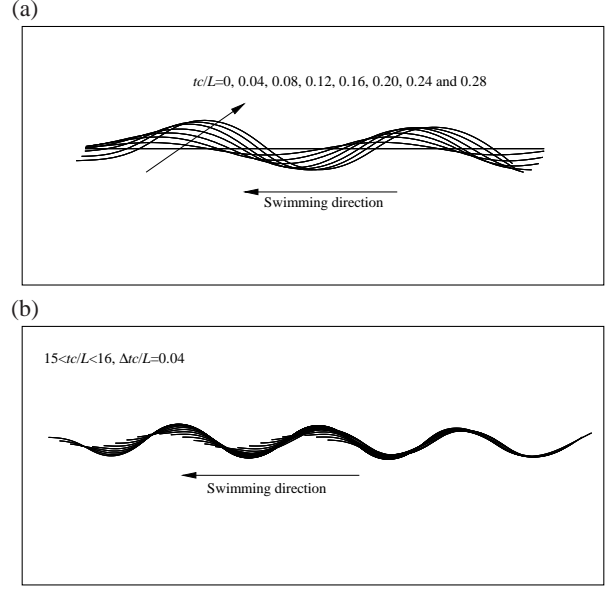 (a)
tc/L=0, 0.04, 0.08, 0.12, 0.16, 0.20, 0.24 and 0.28
Swimming direction
(b)
15<tc/L<16, Δtc/L=0.04
Swimming direction